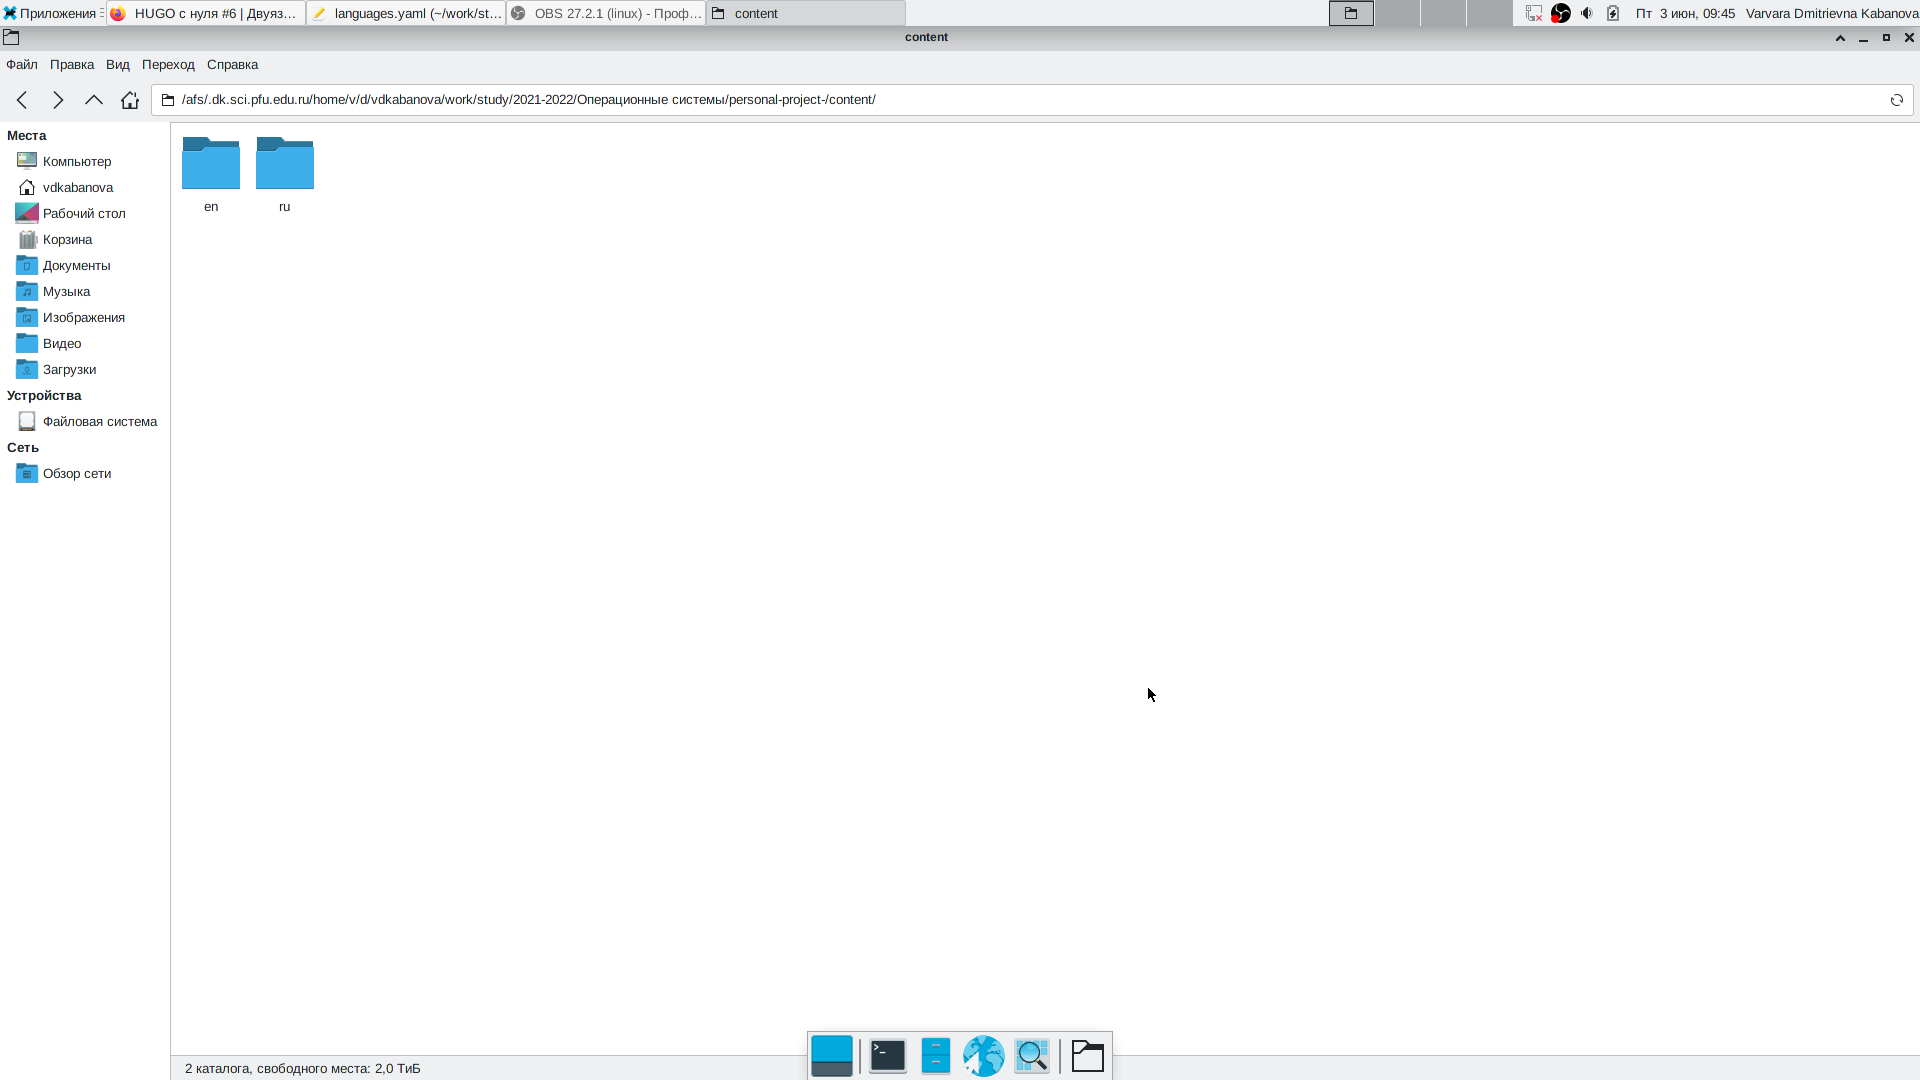 Приложения
HUGO с нуля #6 | Двуяз...
languages.yaml (~/work/st...
OBS 27.2.1 (linux) - Проф...
content
Пт 3 июн, 09:45
Varvara Dmitrievna Kabanova
content
Файл Правка Вид Переход Справка
/afs/.dk.sci.pfu.edu.ru/home/v/d/vdkabanova/work/study/2021-2022/Операционные системы/personal-project-/content/
Места
Компьютер
vdkabanova
Рабочий стол
Корзина
Документы
Музыка
Изображения
Видео
Загрузки
Устройства
Файловая система
Сеть
Обзор сети
en
ru
2 каталога, свободного места: 2,0 ТиБ